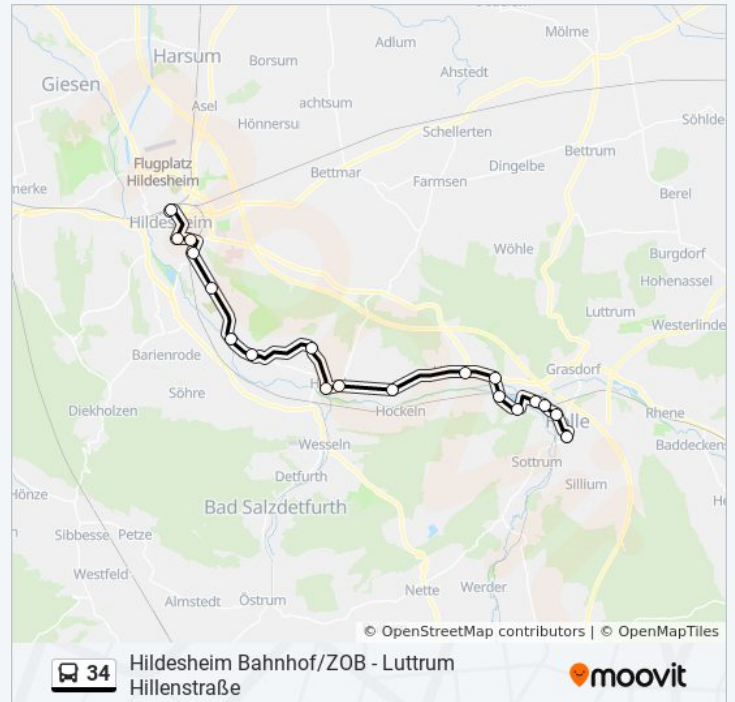 Mölme
Adlum
Harsum
Borsum
Ahstedt
Giesen
Asel
achtsum
Söhlde
Hönnersu
Schellerten
Flugplatz
Hildesheim
Bettrum
Dingelbe
Bettmar
Farmsen
nerke
Berel
Hildesheim
Wöhle
Burgdorf
Hohenassel
Luttrum
Westerlinde
Barienrode
Grasdorf
Söhre
H
Diekholzen
Hockeln
Rhene
Holle
Wesseln
Baddecken
Sottrum
Detfurth
Sillium
Hönze
Bad Salzdetfurth
He
Sibbesse
Petze
Westfeld
Werder
Nette
Almstedt
Östrum
© OpenStreetMap contributors | © OpenMapTiles
34
Hildesheim Bahnhof/ZOB - Luttrum
Hillenstraße
moovit